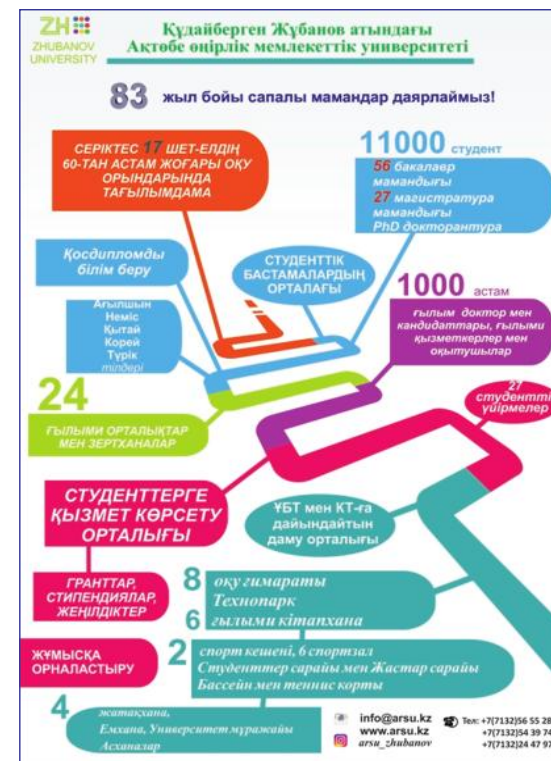 ZH
ZHUBANOV
UNIVERSITY
Құдайберген Жұбанов атындағы
Ақтөбе өңірлік мемлекеттік университеті
83 жыл бойы сапалы мамандар даярлаймыз!
СЕРІКТЕС 17 ШЕТ-ЕЛДІҢ
60-ТАН АСТАМ ЖОҒАРЫ ОҚУ
ОРЫНДАРЫНДА
ТАҒЫЛЫМДАМА
11000 студент
56 бакалавр
мамандығы
27 магистратура
мамандығы
PhD докторантура
Қосдипломды
білім беру
СТУДЕНТТІК
БАСТАМАЛАРДЫҢ
ОРТАЛАҒЫ
Ағылшын
Неміс
Қытай
Корей
Түрік
тілдері
1000 астам
ғылым доктор мен
кандидаттары, ғылыми
қызметкерлер мен
оқытушылар
24
ҒЫЛЫМИ ОРТАЛЫҚТАР
МЕН ЗЕРТХАНАЛАР
27
студентті
үйірмелер
СТУДЕНТТЕРГЕ
ҚЫЗМЕТ КӨРСЕТУ
ОРТАЛЫҒЫ
ҰБТ мен КТ-ға
дайындайтын
даму орталығы
ГРАНТТАР,
СТИПЕНДИЯЛАР,
ЖЕҢІЛДІКТЕР
8 оқу ғимараты
Технопарк
6 ғылыми кітапхана
ЖҰМЫСҚА
ОРНАЛАСТЫРУ
2 спорт кешені, 6 спортзал
Студенттер сарайы мен Жастар сарайы
Бассейн мен теннис корты
4 жатақхана,
Емхана, Университет мұражайы
Асханалар
info@arsu.kz
www.arsu.kz
arsu_zhubanov
Тел: +7(7132)56 55 28
+7(7132)54 39 74
+7(7132)24 47 97